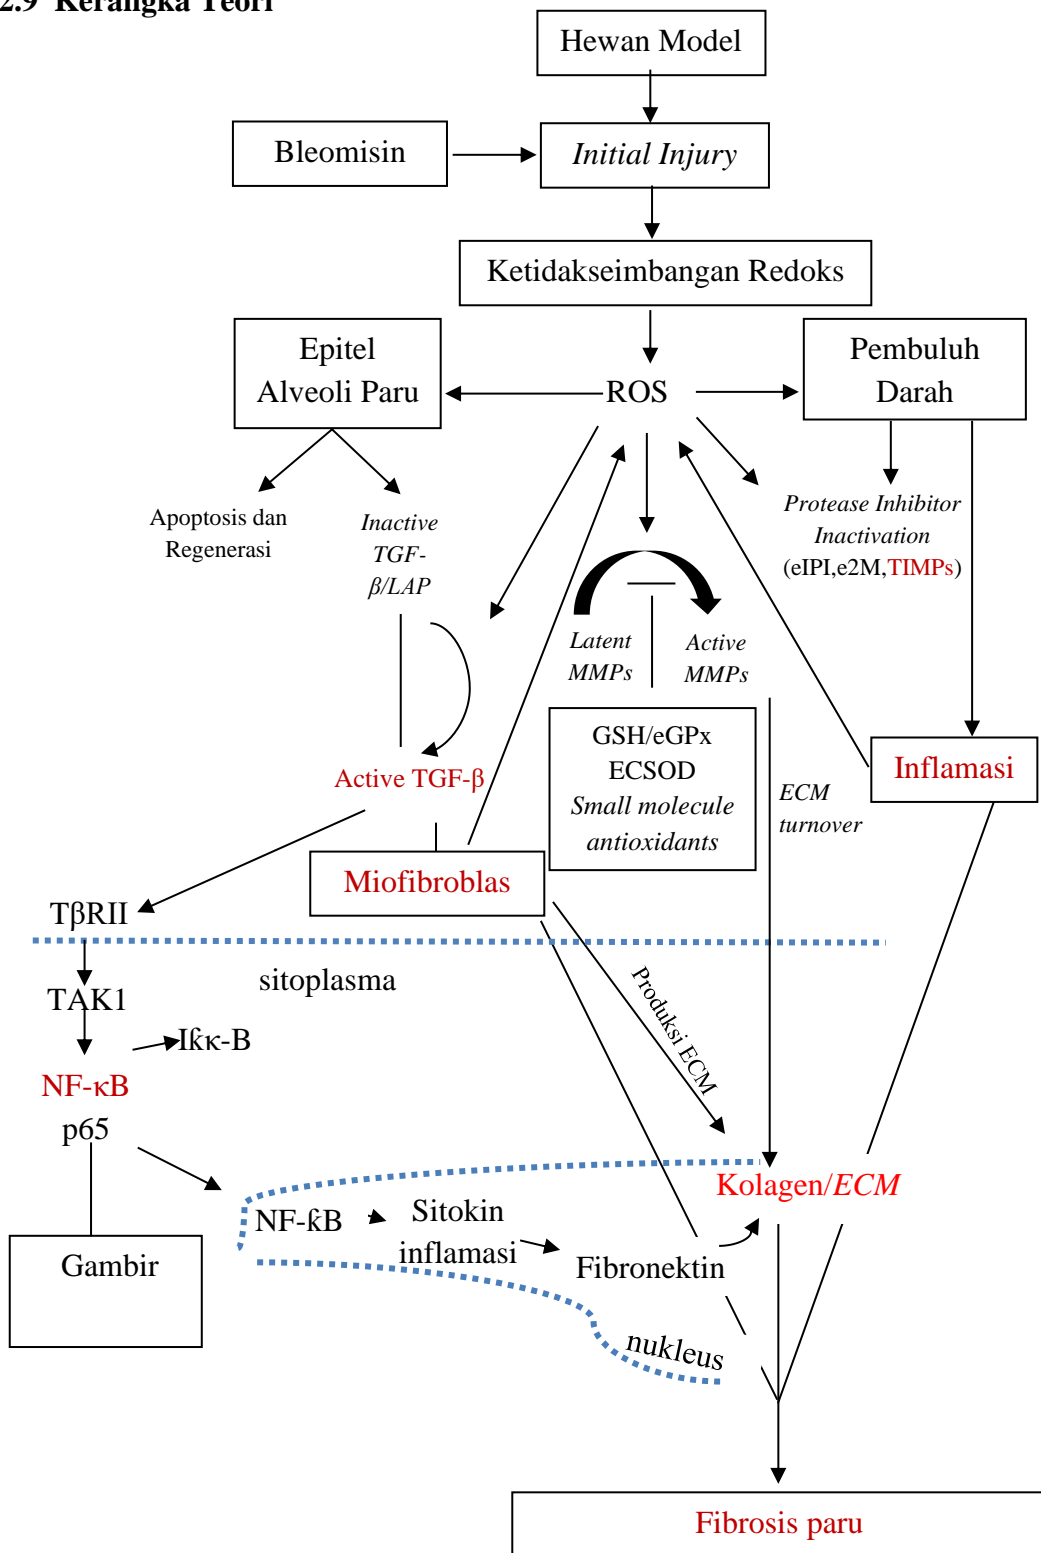 2.9 Kerangka Teori
Hewan Model
Bleomisin
Initial Injury
Ketidakseimbangan Redoks
Epitel
Alveoli Paru
ROS
Pembuluh
Darah
Apoptosis dan
Regenerasi
Inactive
TGF-
β/LAP
Protease Inhibitor
Inactivation
(eIPI,e2M,TIMPs)
Latent
MMPs
Active
MMPs
GSH/eGPx
ECSOD
Small molecule
antioxidants
ECM
turnover
Inflamasi
Active TGF-β
Miofibroblas
TβRII
sitoplasma
TAK1
Iƙκ-B
NF-κB
p65
Produksi ECM
Kolagen/ECM
NF-ƙB
Sitokin
inflamasi
Fibronektin
Gambir
nukleus
Fibrosis paru